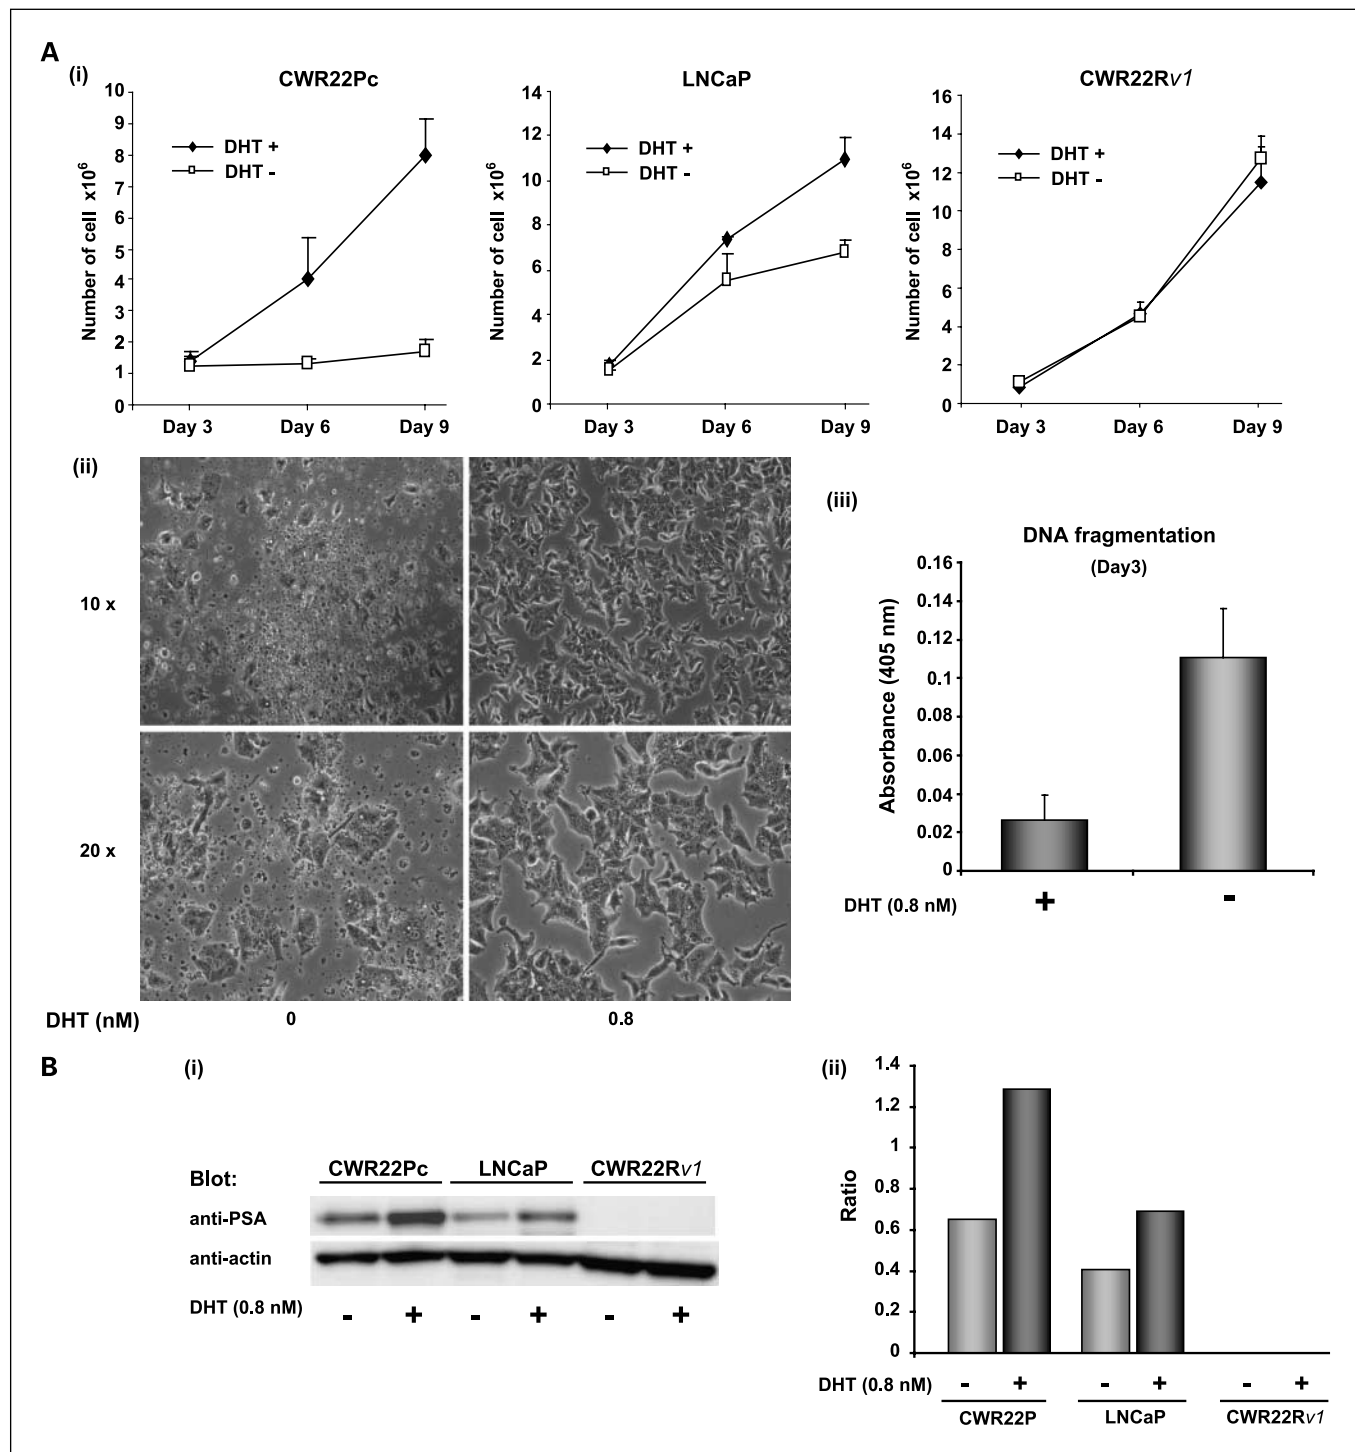 A
(i)
CWR22Pc
Number of cell x10⁶
10
9
8
7
6
5
4
3
2
1
0
DHT +
DHT -
Day 3 Day 6 Day 9
LNCaP
Number of cell x10⁶
14
12
10
8
6
4
2
0
DHT +
DHT -
Day 3 Day 6 Day 9
CWR22Rv1
Number of cell x10⁶
16
14
12
10
8
6
4
2
0
DHT +
DHT -
Day 3 Day 6 Day 9
(ii)
10 x
20 x
DHT (nM) 0 0.8
(iii)
DNA fragmentation
(Day3)
Absorbance (405 nm)
0.16
0.14
0.12
0.1
0.08
0.06
0.04
0.02
0
DHT (0.8 nM) + -
B
(i)
Blot: CWR22Pc LNCaP CWR22Rv1
anti-PSA
anti-actin
DHT (0.8 nM) - + - + - +
(ii)
Ratio
1.4
1.2
1
0.8
0.6
0.4
0.2
0
DHT (0.8 nM) - + - + - +
CWR22P LNCaP CWR22Rv1